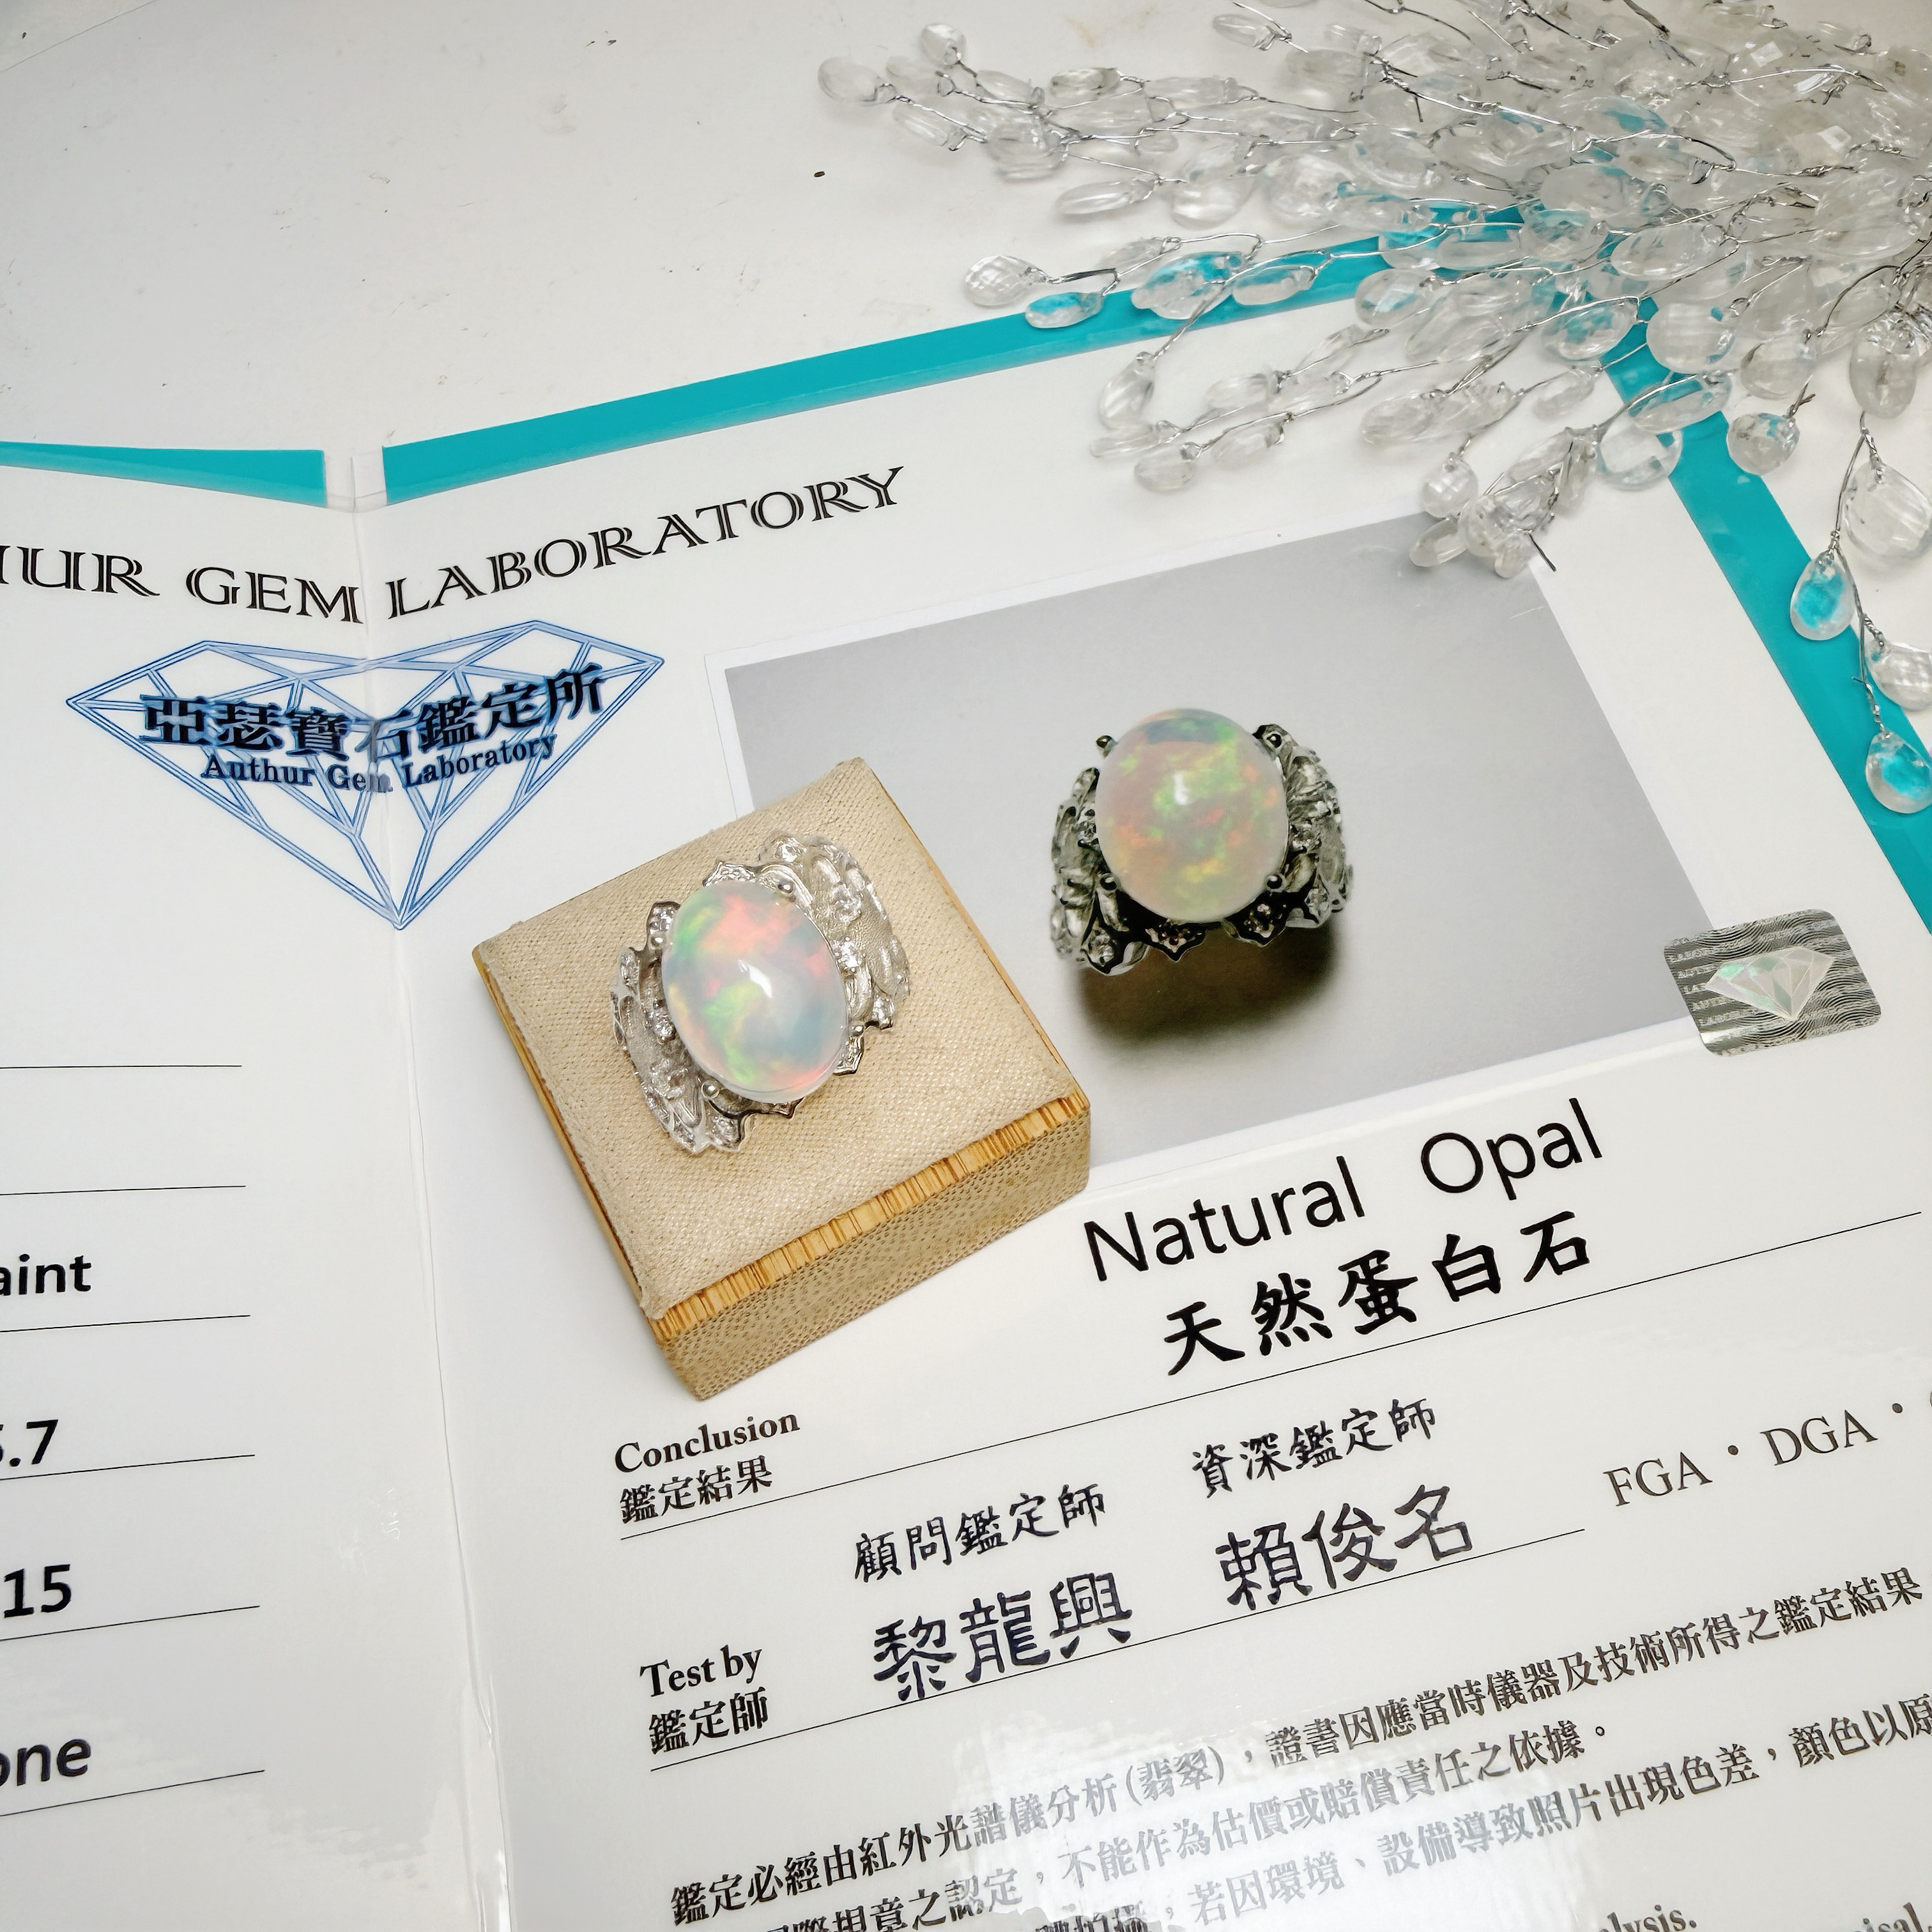 GEM LABORATORY
亞瑟寶石鑑定所
Authur Gem Laboratory
Natural Opal
天然蛋白石
Conclusion
鑑定結果
顧問鑑定師 資深鑑定師
黎龍興 賴俊名 FGA・DGA・
Test by
鑑定師
鑑定必經由紅外光譜儀分析(翡翠)，證書因應當時儀器及技術所得之鑑定結果
之認定，不能作為估價或賠償責任之依據。
若因環境、設備導致照片出現色差，顏色以原
15